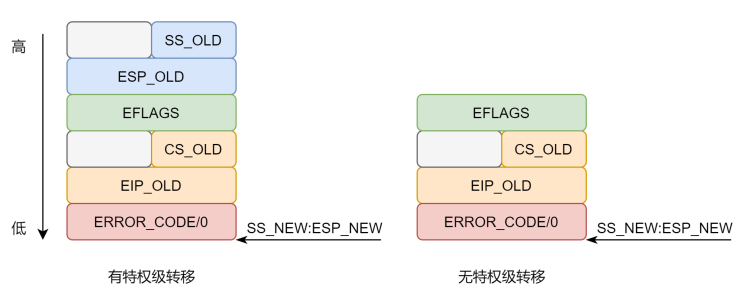 高
SS_OLD
ESP_OLD
EFLAGS
CS_OLD
EIP_OLD
ERROR_CODE/0
低
SS_NEW:ESP_NEW
有特权级转移
EFLAGS
CS_OLD
EIP_OLD
ERROR_CODE/0
SS_NEW:ESP_NEW
无特权级转移